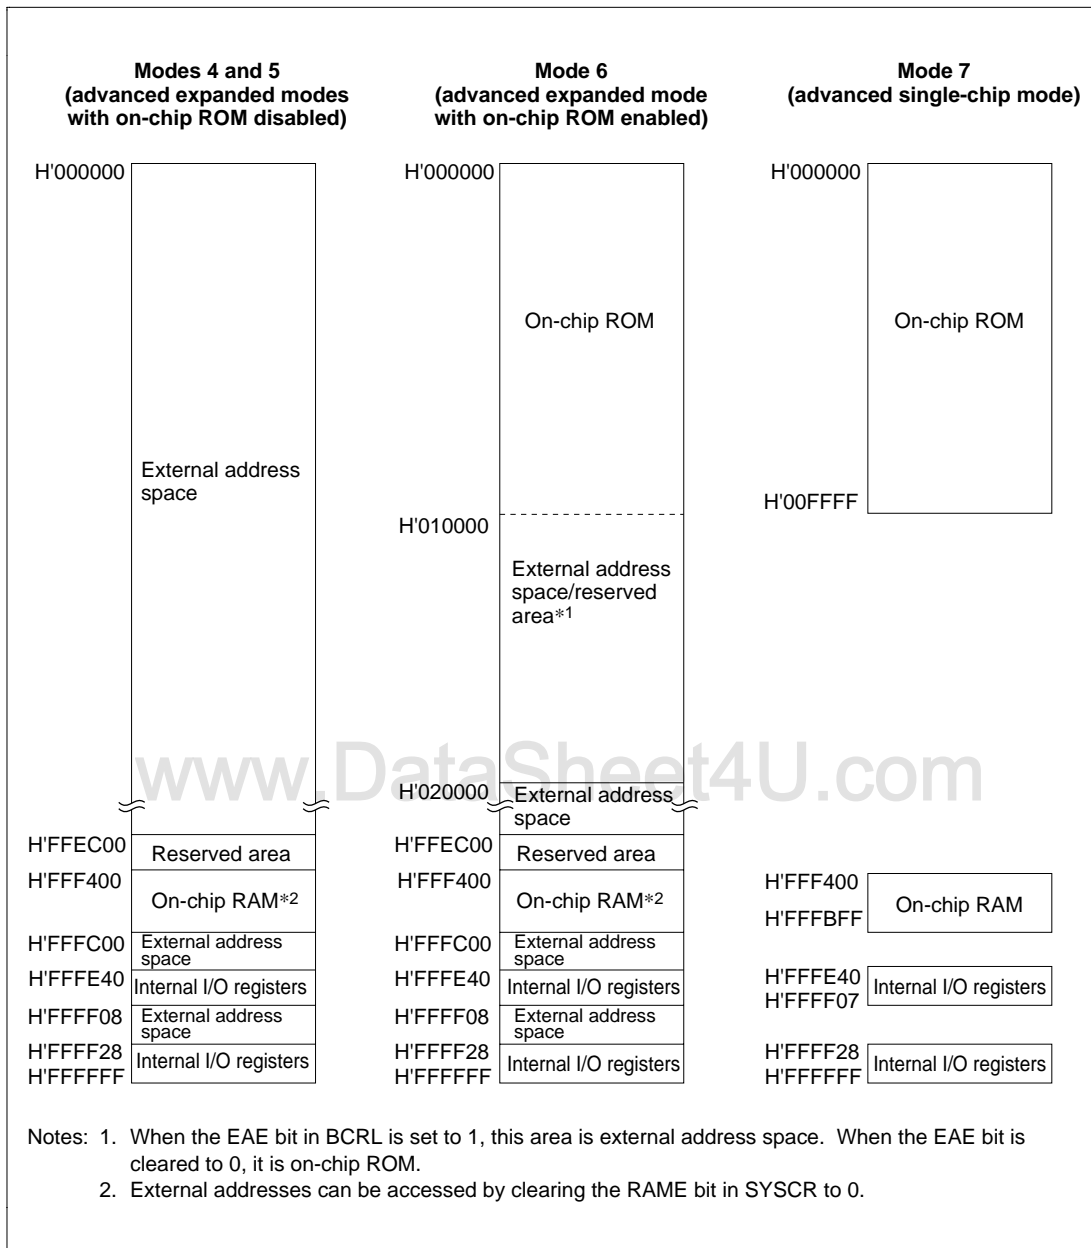 Modes 4 and 5
(advanced expanded modes
with on-chip ROM disabled)
H'000000
External address
space
H'FFEC00
Reserved area
H'FFF400
On-chip RAM*2
H'FFFC00
External address
space
H'FFFE40
Internal I/O registers
H'FFFF08
External address
space
H'FFFF28
Internal I/O registers
H'FFFFFF
Mode 6
(advanced expanded mode
with on-chip ROM enabled)
H'000000
On-chip ROM
H'010000
External address
space/reserved
area*1
H'020000
External address
space
H'FFEC00
Reserved area
H'FFF400
On-chip RAM*2
H'FFFC00
External address
space
H'FFFE40
Internal I/O registers
H'FFFF08
External address
space
H'FFFF28
Internal I/O registers
H'FFFFFF
Mode 7
(advanced single-chip mode)
H'000000
On-chip ROM
H'00FFFF
H'FFF400
On-chip RAM
H'FFFBFF
H'FFFE40
Internal I/O registers
H'FFFF07
H'FFFF28
Internal I/O registers
H'FFFFFF
www.DataSheet4U.com
Notes: 1. When the EAE bit in BCRL is set to 1, this area is external address space. When the EAE bit is
cleared to 0, it is on-chip ROM.
2. External addresses can be accessed by clearing the RAME bit in SYSCR to 0.